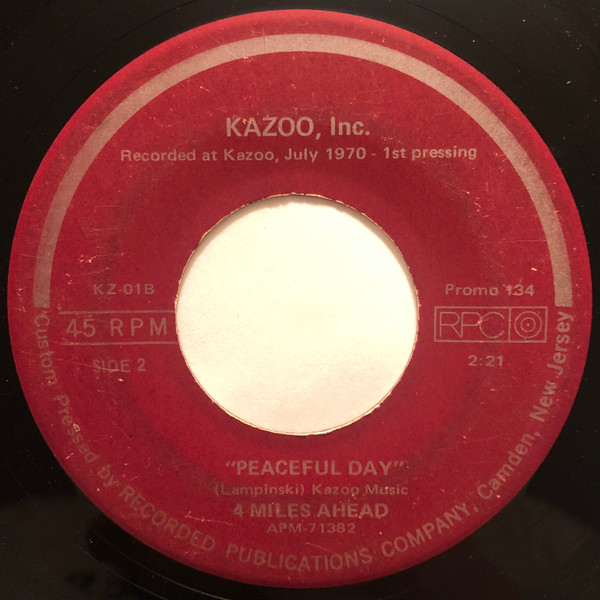 KAZOO, Inc.
Recorded at Kazoo, July 1970 - 1st pressing
KZ-01B
Promo 134
45 RPM
RPC
SIDE 2
2:21
"PEACEFUL DAY"
(Lampinski) Kazoo Music
4 MILES AHEAD
APM-71382
Custom Pressed by RECORDED PUBLICATIONS COMPANY, Camden, New Jersey